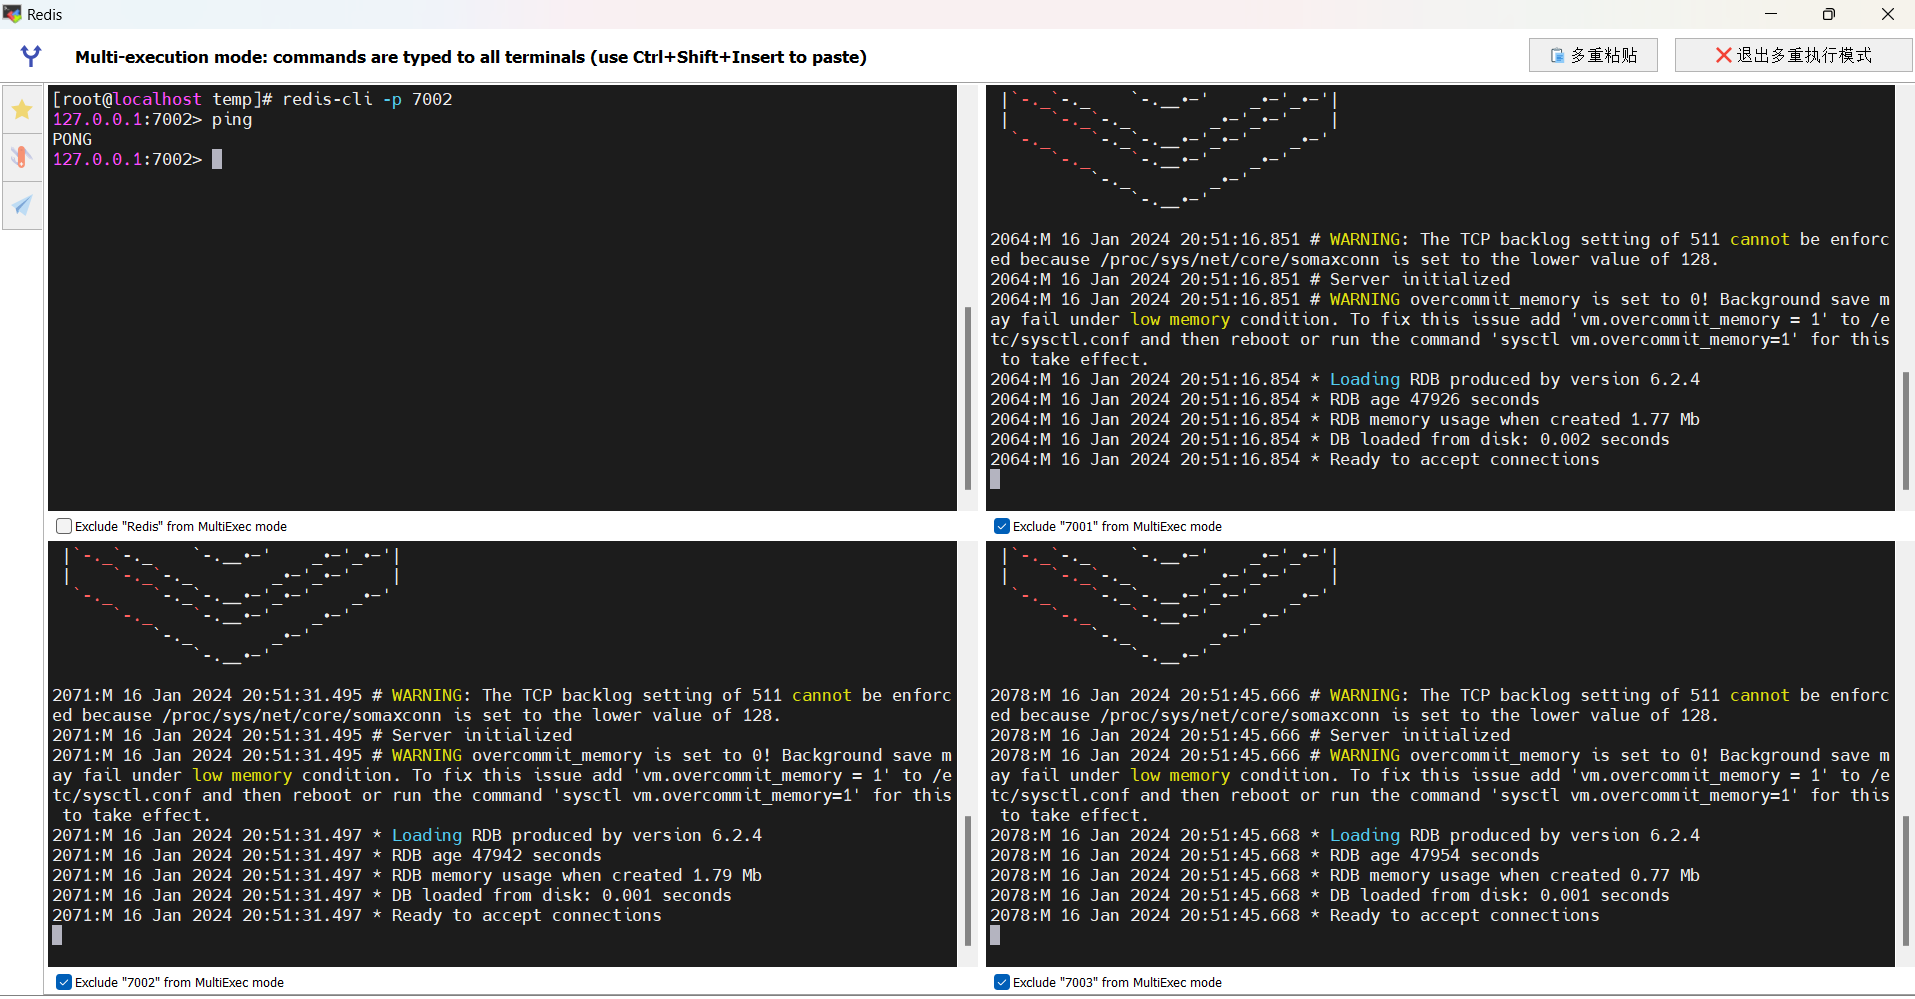 Redis
Multi-execution mode: commands are typed to all terminals (use Ctrl+Shift+Insert to paste)
多重粘贴
退出多重执行模式
[root@localhost temp]# redis-cli -p 7002
127.0.0.1:7002> ping
PONG
127.0.0.1:7002>
Exclude "Redis" from MultiExec mode
2064:M 16 Jan 2024 20:51:16.851 # WARNING: The TCP backlog setting of 511 cannot be enforc
ed because /proc/sys/net/core/somaxconn is set to the lower value of 128.
2064:M 16 Jan 2024 20:51:16.851 # Server initialized
2064:M 16 Jan 2024 20:51:16.851 # WARNING overcommit_memory is set to 0! Background save m
ay fail under low memory condition. To fix this issue add 'vm.overcommit_memory = 1' to /e
tc/sysctl.conf and then reboot or run the command 'sysctl vm.overcommit_memory=1' for this
to take effect.
2064:M 16 Jan 2024 20:51:16.854 * Loading RDB produced by version 6.2.4
2064:M 16 Jan 2024 20:51:16.854 * RDB age 47926 seconds
2064:M 16 Jan 2024 20:51:16.854 * RDB memory usage when created 1.77 Mb
2064:M 16 Jan 2024 20:51:16.854 * DB loaded from disk: 0.002 seconds
2064:M 16 Jan 2024 20:51:16.854 * Ready to accept connections
Exclude "7001" from MultiExec mode
2071:M 16 Jan 2024 20:51:31.495 # WARNING: The TCP backlog setting of 511 cannot be enforc
ed because /proc/sys/net/core/somaxconn is set to the lower value of 128.
2071:M 16 Jan 2024 20:51:31.495 # Server initialized
2071:M 16 Jan 2024 20:51:31.495 # WARNING overcommit_memory is set to 0! Background save m
ay fail under low memory condition. To fix this issue add 'vm.overcommit_memory = 1' to /e
tc/sysctl.conf and then reboot or run the command 'sysctl vm.overcommit_memory=1' for this
to take effect.
2071:M 16 Jan 2024 20:51:31.497 * Loading RDB produced by version 6.2.4
2071:M 16 Jan 2024 20:51:31.497 * RDB age 47942 seconds
2071:M 16 Jan 2024 20:51:31.497 * RDB memory usage when created 1.79 Mb
2071:M 16 Jan 2024 20:51:31.497 * DB loaded from disk: 0.001 seconds
2071:M 16 Jan 2024 20:51:31.497 * Ready to accept connections
Exclude "7002" from MultiExec mode
2078:M 16 Jan 2024 20:51:45.666 # WARNING: The TCP backlog setting of 511 cannot be enforc
ed because /proc/sys/net/core/somaxconn is set to the lower value of 128.
2078:M 16 Jan 2024 20:51:45.666 # Server initialized
2078:M 16 Jan 2024 20:51:45.666 # WARNING overcommit_memory is set to 0! Background save m
ay fail under low memory condition. To fix this issue add 'vm.overcommit_memory = 1' to /e
tc/sysctl.conf and then reboot or run the command 'sysctl vm.overcommit_memory=1' for this
to take effect.
2078:M 16 Jan 2024 20:51:45.668 * Loading RDB produced by version 6.2.4
2078:M 16 Jan 2024 20:51:45.668 * RDB age 47954 seconds
2078:M 16 Jan 2024 20:51:45.668 * RDB memory usage when created 0.77 Mb
2078:M 16 Jan 2024 20:51:45.668 * DB loaded from disk: 0.001 seconds
2078:M 16 Jan 2024 20:51:45.668 * Ready to accept connections
Exclude "7003" from MultiExec mode